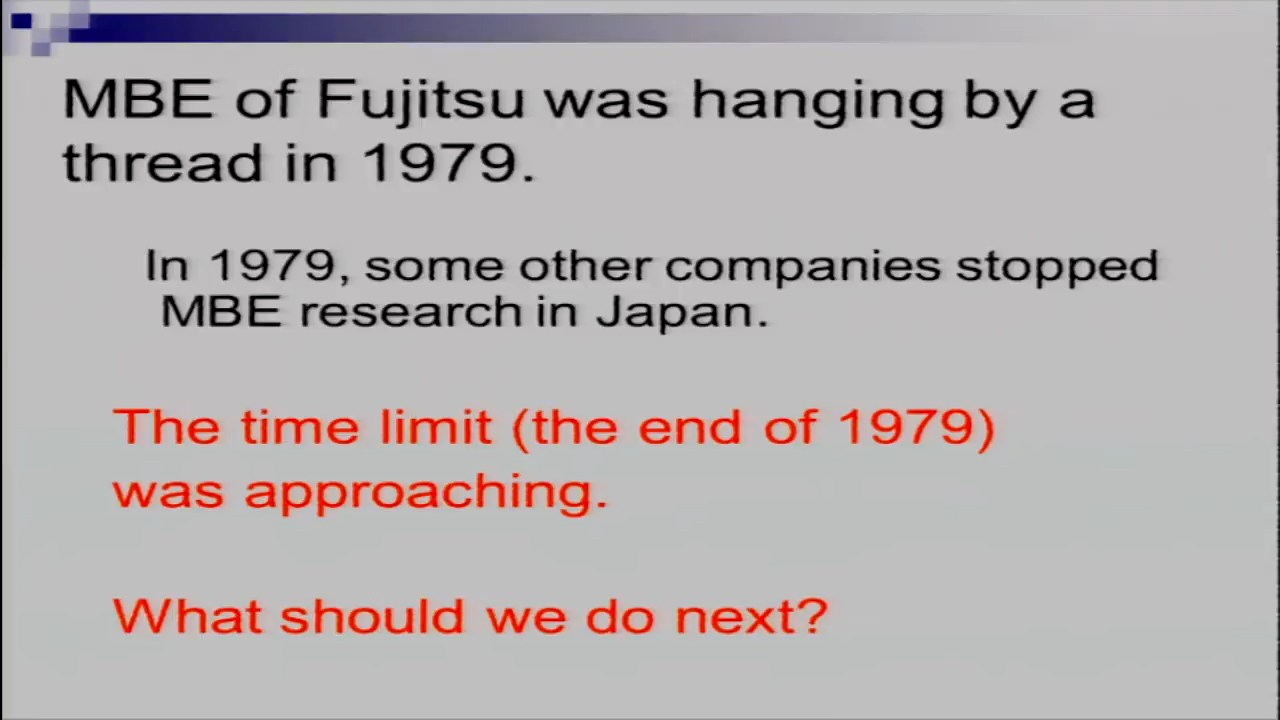 MBE of Fujitsu was hanging by a
thread in 1979.
In 1979, some other companies stopped
MBE research in Japan.
The time limit (the end of 1979)
was approaching.
What should we do next?